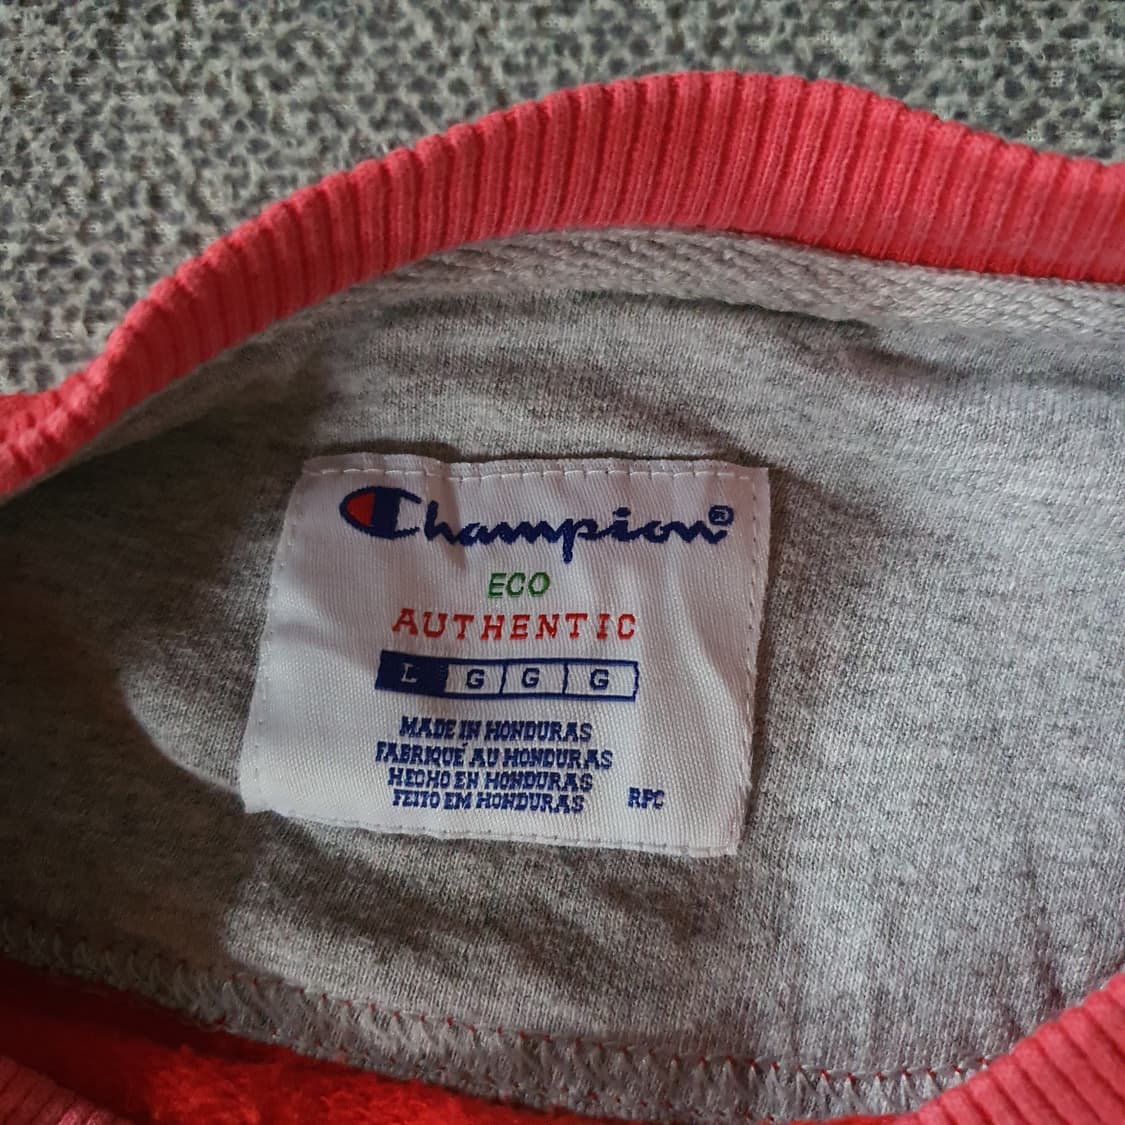 Champion®
ECO
AUTHENTIC
L G G G
MADE IN HONDURAS
FABRIQUÉ AU HONDURAS
HECHO EN HONDURAS
FEITO EM HONDURAS RPC